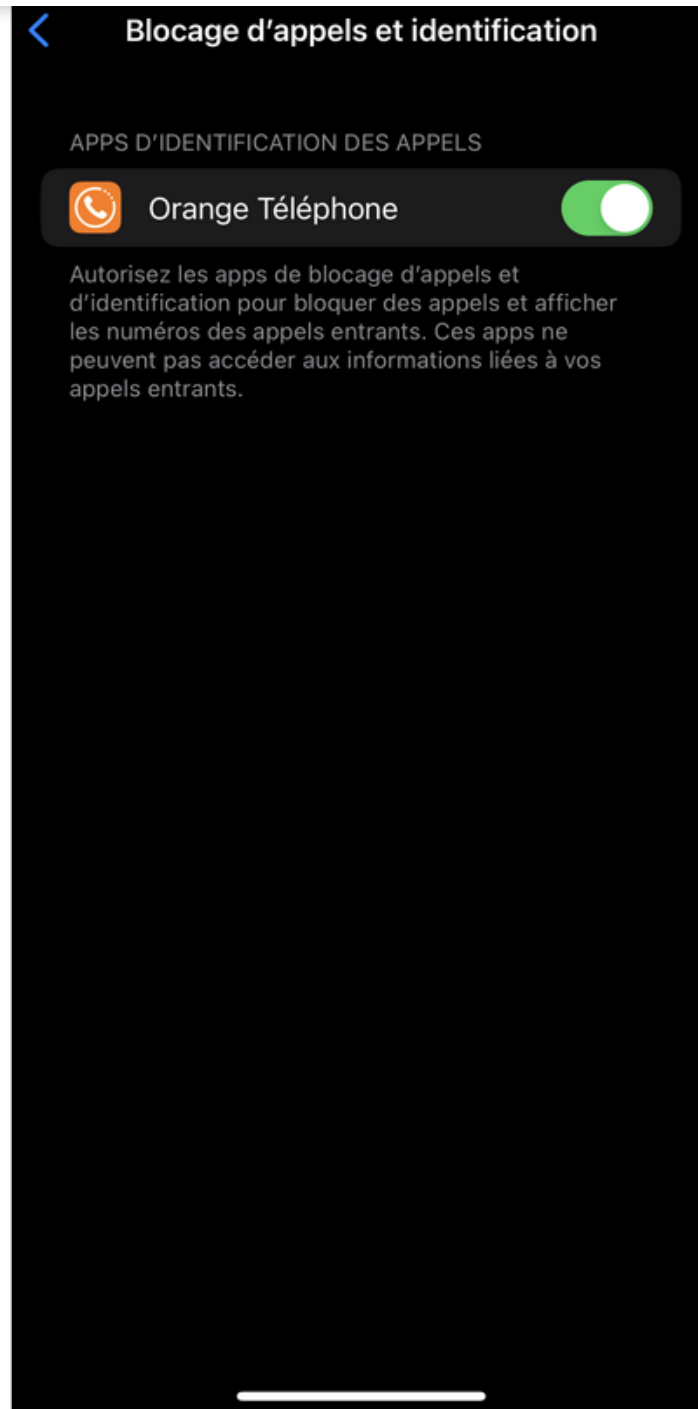 Blocage d’appels et identification
APPS D’IDENTIFICATION DES APPELS
Orange Téléphone
Autorisez les apps de blocage d’appels et
d’identification pour bloquer des appels et afficher
les numéros des appels entrants. Ces apps ne
peuvent pas accéder aux informations liées à vos
appels entrants.